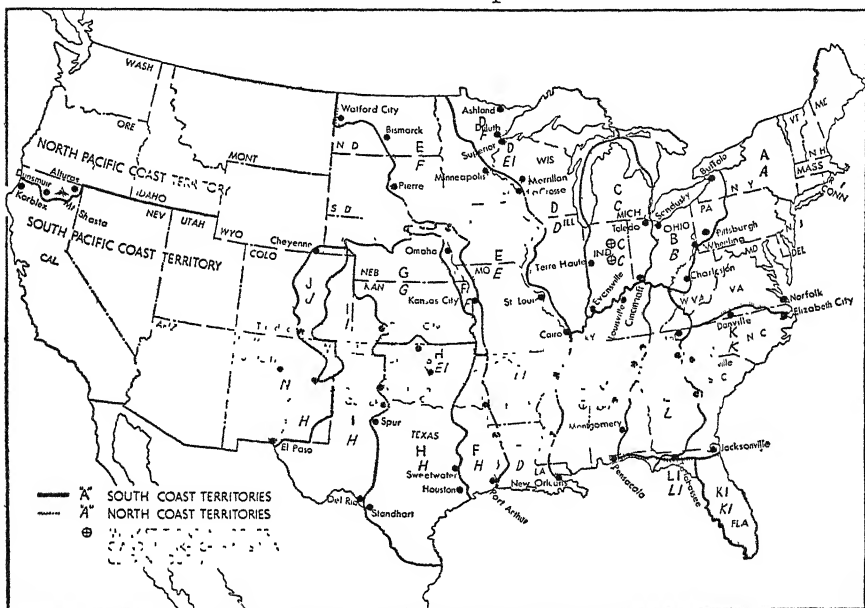 WASH
ME
VT
ORE
Watford City
Ashland
D
F
Duluth
Bismarck
N D
E
F
Superior
D
EI
WIS
N H
MASS
CONN
MONT
NORTH PACIFIC COAST TERRITORY
Minneapolis
Merrillan
La Crosse
C
C
Buffalo
A
A
N Y
Alturas
Dunsmuir
Korbles
Mt Shasta
IDAHO
Pierre
S D
D
D
ILL
MICH
Toledo
Sandusky
PA
N J
NEV
UTAH
WYO
SOUTH PACIFIC COAST TERRITORY
Cheyenne
Omaha
E
E
OHIO
B
B
Pittsburgh
Wheeling
MD
DEL
CAL
COLO
NEB
G
KAN
G
MO
IND
C
C
Terre Haute
Charleston
J
J
Kansas City
F
St Louis
Evansville
Louisville
Cincinnati
W VA
VA
Norfolk
Elizabeth City
Ariz
City
Cairo
KY
Danville
K
K
N C
H
EI
ville
S C
N
H
I
H
Spur
L
Montgomery
El Paso
TEXAS
H
H
Sweetwater
Houston
F
H
D
LA
New Orleans
Port Arthur
Pensacola
LI
LI
Jacksonville
Del Rio
Standhart
KI
KI
FLA
"A" SOUTH COAST TERRITORIES
"A" NORTH COAST TERRITORIES